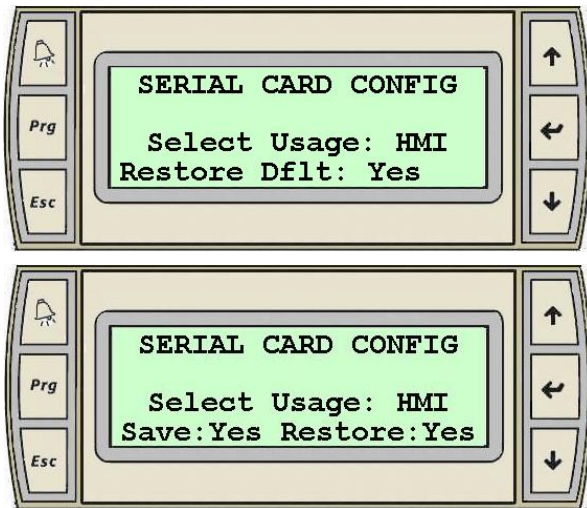 SERIAL CARD CONFIG
Prg
Select Usage: HMI
Restore Dflt: Yes
Esc
SERIAL CARD CONFIG
Prg
Select Usage: HMI
Save:Yes Restore:Yes
Esc